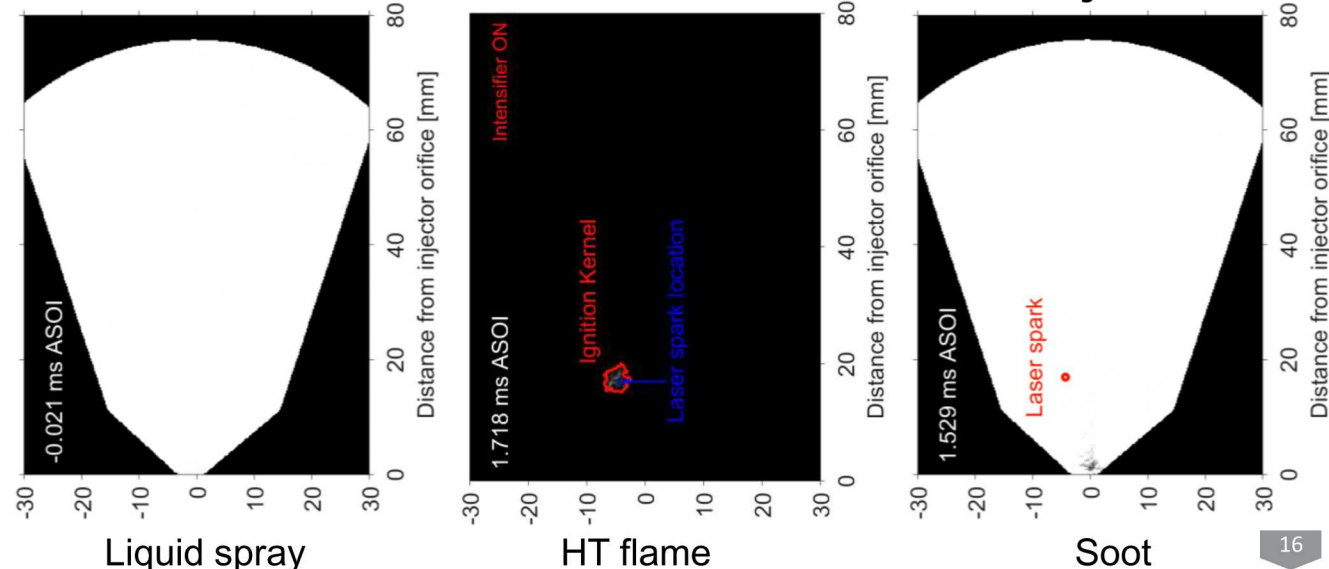 -0.021 ms ASOI
0
20
40
60
80
Distance from injector orifice [mm]
-30
-20
-10
0
10
20
30
Liquid spray
Intensifier ON
1.718 ms ASOI
Ignition Kernel
Laser spark location
0
20
40
60
80
Distance from injector orifice [mm]
-30
-20
-10
0
10
20
30
HT flame
1.529 ms ASOI
Laser spark
0
20
40
60
80
Distance from injector orifice [mm]
-30
-20
-10
0
10
20
30
Soot
16